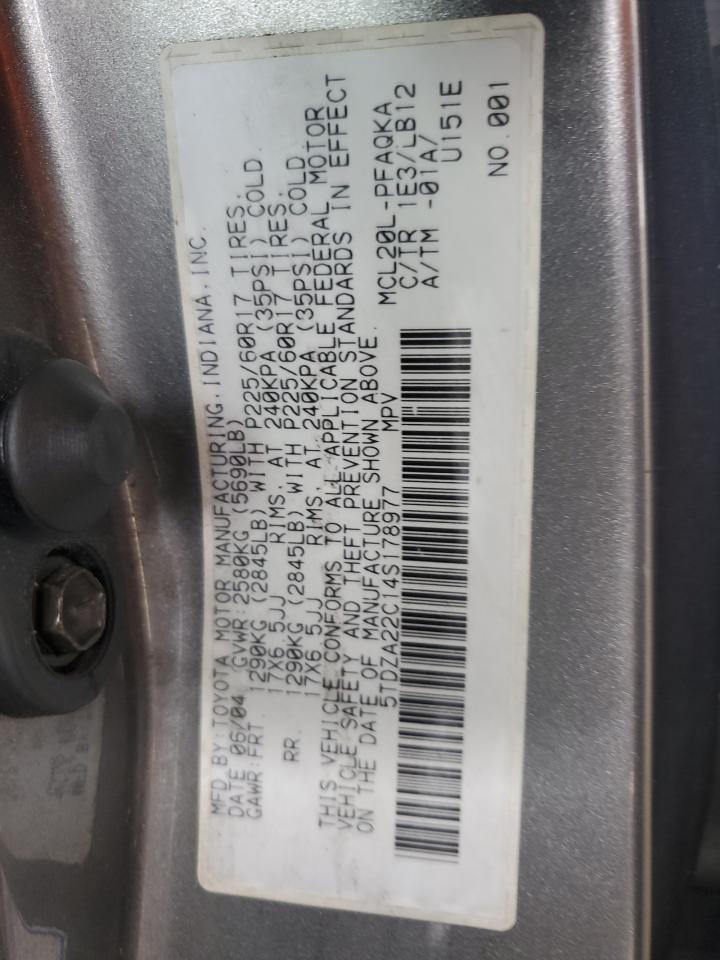 MFD BY:TOYOTA MOTOR MANUFACTURING,INDIANA,INC.
DATE 06/04 GVWR:2580KG (5690LB)
GAWR:FRT. 1290KG (2845LB) WITH P225/60R17 TIRES.
17X6.5JJ RIMS, AT 240KPA (35PSI) COLD.
RR. 1290KG (2845LB) WITH P225/60R17 TIRES.
17X6.5JJ RIMS, AT 240KPA (35PSI) COLD.
THIS VEHICLE CONFORMS TO ALL APPLICABLE FEDERAL MOTOR
VEHICLE SAFETY AND THEFT PREVENTION STANDARDS IN EFFECT
ON THE DATE OF MANUFACTURE SHOWN ABOVE.
5TDZA22C14S178977 MPV
MCL20L-PFAQKA
C/TR 1E3/LB12
A/TM -01A/
U151E
NO.001